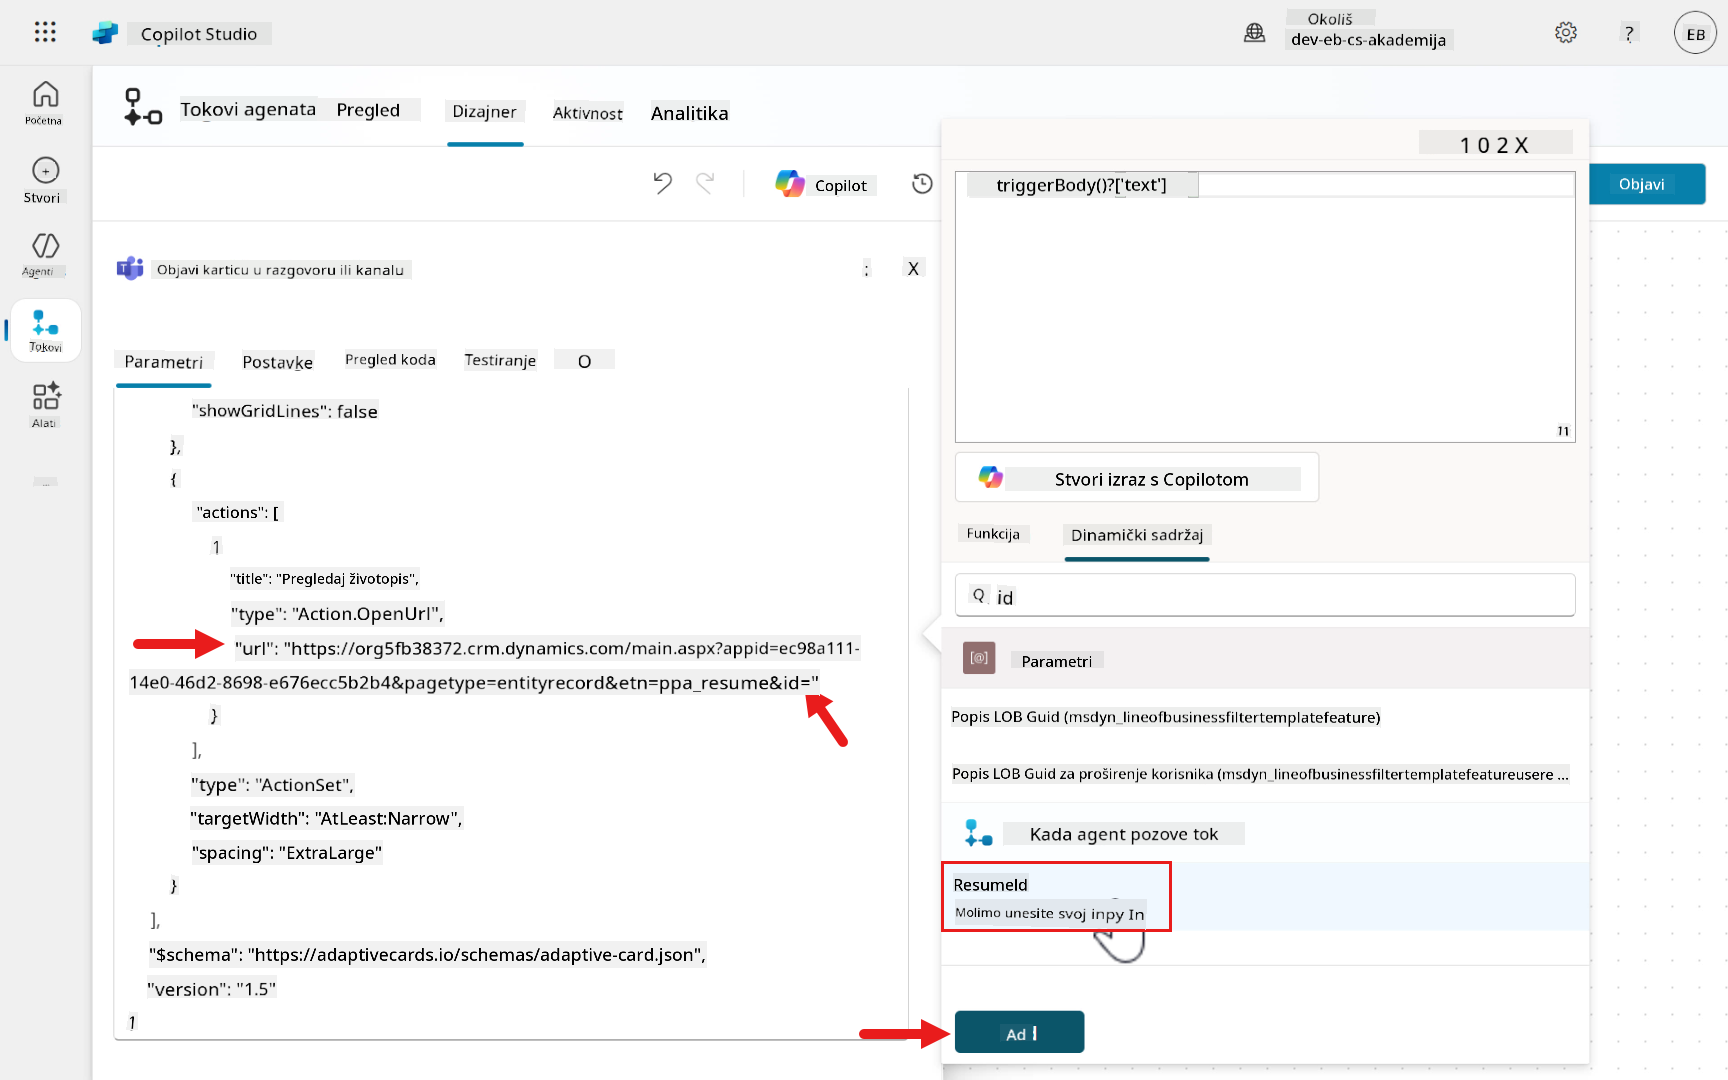 Copilot Studio
Okoliš
dev-eb-cs-akademija
?
EB
Početna
Stvori
Agenti
Tokovi
Alati
...
Tokovi agenata
Pregled
Dizajner
Aktivnost
Analitika
Copilot
Objavi
Objavi karticu u razgovoru ili kanalu
:
X
Parametri
Postavke
Pregled koda
Testiranje
O
"showGridLines": false
},
{
"actions": [
1
"title": "Pregledaj životopis",
"type": "Action.OpenUrl",
"url": "https://org5fb38372.crm.dynamics.com/main.aspx?appid=ec98a111-
14e0-46d2-8698-e676ecc5b2b4&pagetype=entityrecord&etn=ppa_resume&id="
}
],
"type": "ActionSet",
"targetWidth": "AtLeast:Narrow",
"spacing": "ExtraLarge"
}
],
"$schema": "https://adaptivecards.io/schemas/adaptive-card.json",
"version": "1.5"
1
1 0 2 X
triggerBody()?['text']
11
Stvori izraz s Copilotom
Funkcija
Dinamički sadržaj
Q id
[@]
Parametri
Popis LOB Guid (msdyn_lineofbusinessfiltertemplatefeature)
Popis LOB Guid za proširenje korisnika (msdyn_lineofbusinessfiltertemplatefeatureusere ...
Kada agent pozove tok
ResumeId
Molimo unesite svoj inpy In
Ad l